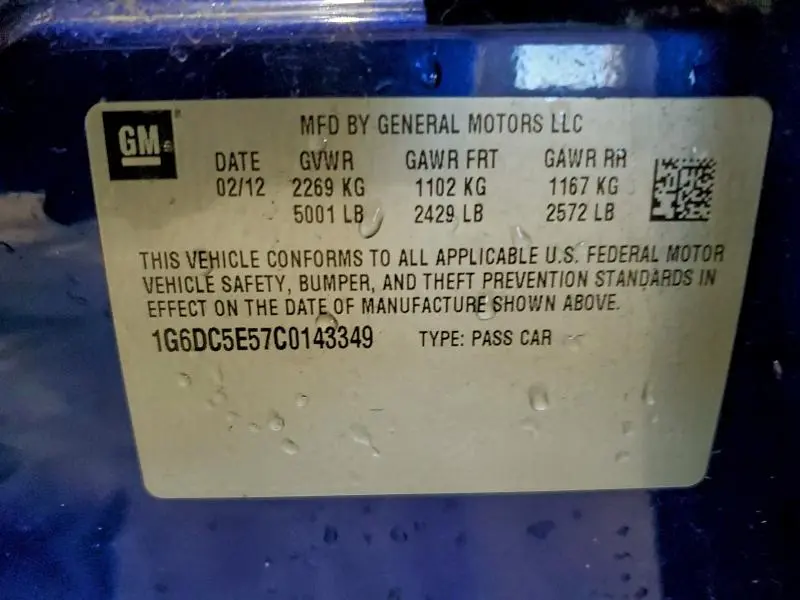 GM
MFD BY GENERAL MOTORS LLC
DATE GVWR GAWR FRT GAWR RR
02/12 2269 KG 1102 KG 1167 KG
5001 LB 2429 LB 2572 LB
THIS VEHICLE CONFORMS TO ALL APPLICABLE U.S. FEDERAL MOTOR
VEHICLE SAFETY, BUMPER, AND THEFT PREVENTION STANDARDS IN
EFFECT ON THE DATE OF MANUFACTURE SHOWN ABOVE.
1G6DC5E57C0143349 TYPE: PASS CAR